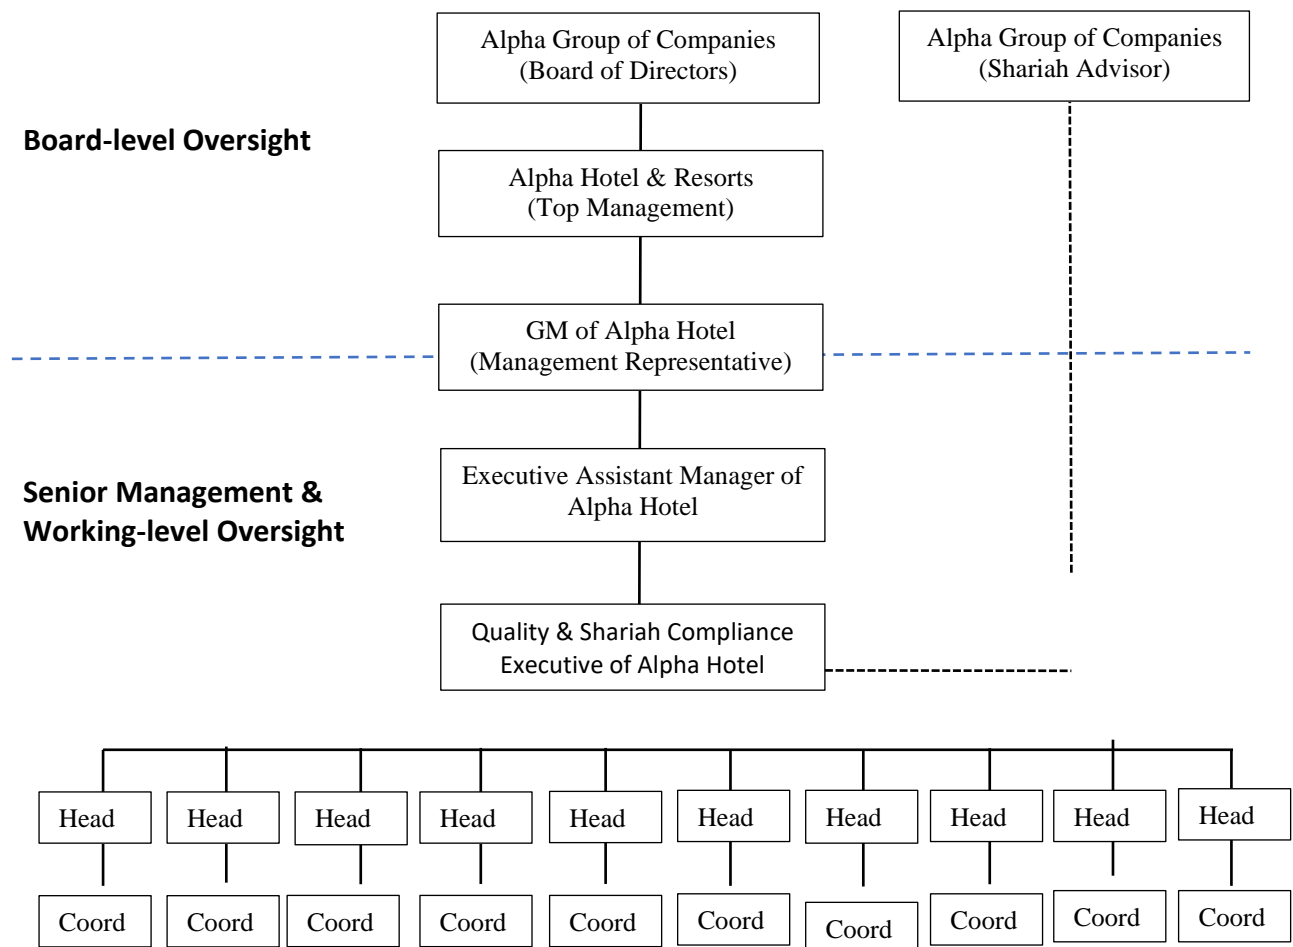 Alpha Group of Companies
(Board of Directors)
Alpha Group of Companies
(Shariah Advisor)
Board-level Oversight
Alpha Hotel & Resorts
(Top Management)
GM of Alpha Hotel
(Management Representative)
Executive Assistant Manager of
Alpha Hotel
Senior Management &
Working-level Oversight
Quality & Shariah Compliance
Executive of Alpha Hotel
Head
Head
Head
Head
Head
Head
Head
Head
Head
Head
Coord
Coord
Coord
Coord
Coord
Coord
Coord
Coord
Coord
Coord